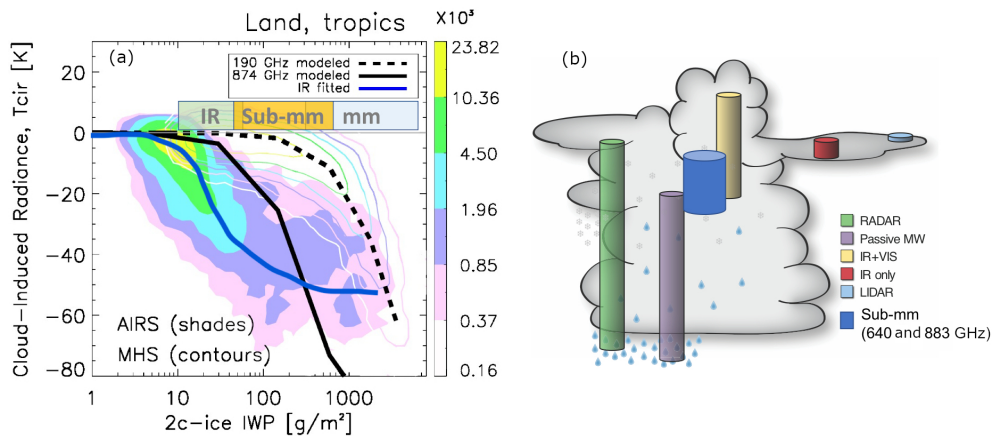 Land, tropics
X10³
(a)
190 GHz modeled
874 GHz modeled
IR fitted
IR
Sub-mm
mm
AIRS (shades)
MHS (contours)
Cloud-Induced Radiance, Tcir [K]
20
0
-20
-40
-60
-80
1
10
100
1000
2c-ice IWP [g/m²]
23.82
10.36
4.50
1.96
0.85
0.37
0.16
(b)
RADAR
Passive MW
IR+VIS
IR only
LIDAR
Sub-mm
(640 and 883 GHz)